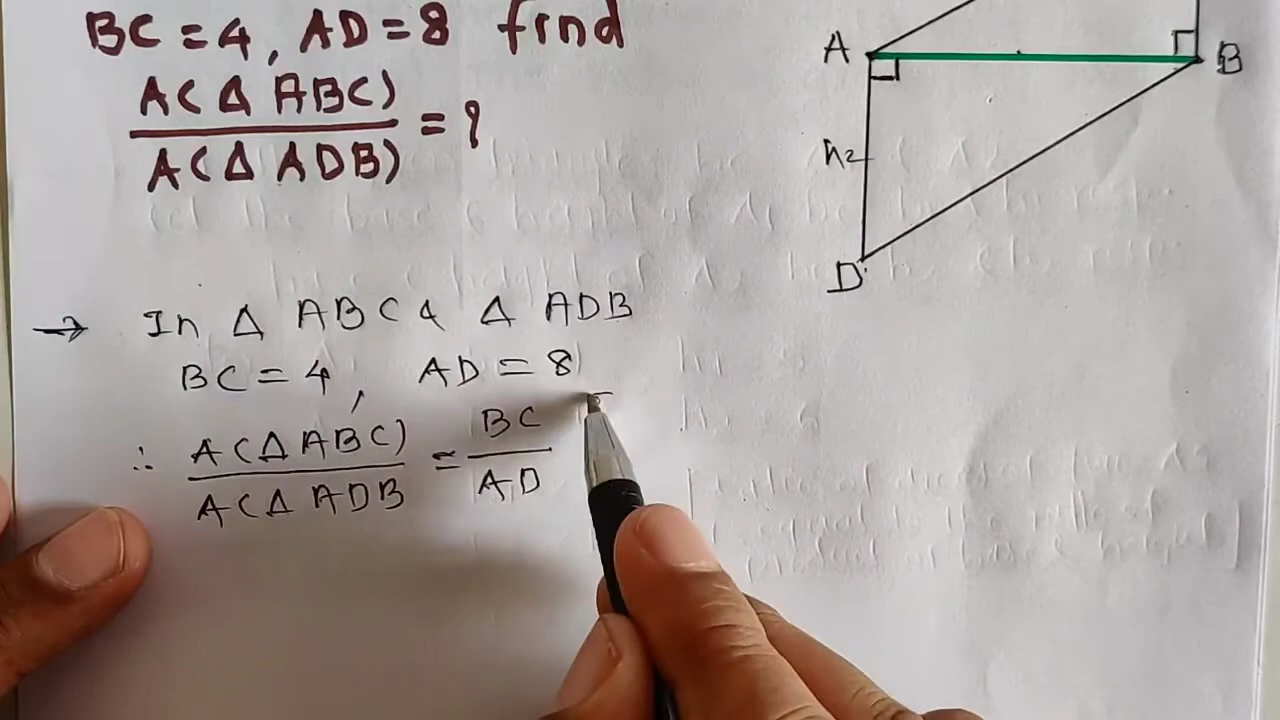 BC = 4, AD = 8 find
A(Δ ABC)
A(Δ ADB) = ?
A
B
h2
D
→ In Δ ABC & Δ ADB
BC = 4, AD = 8
∴ A(Δ ABC) = BC
A(Δ ADB AD